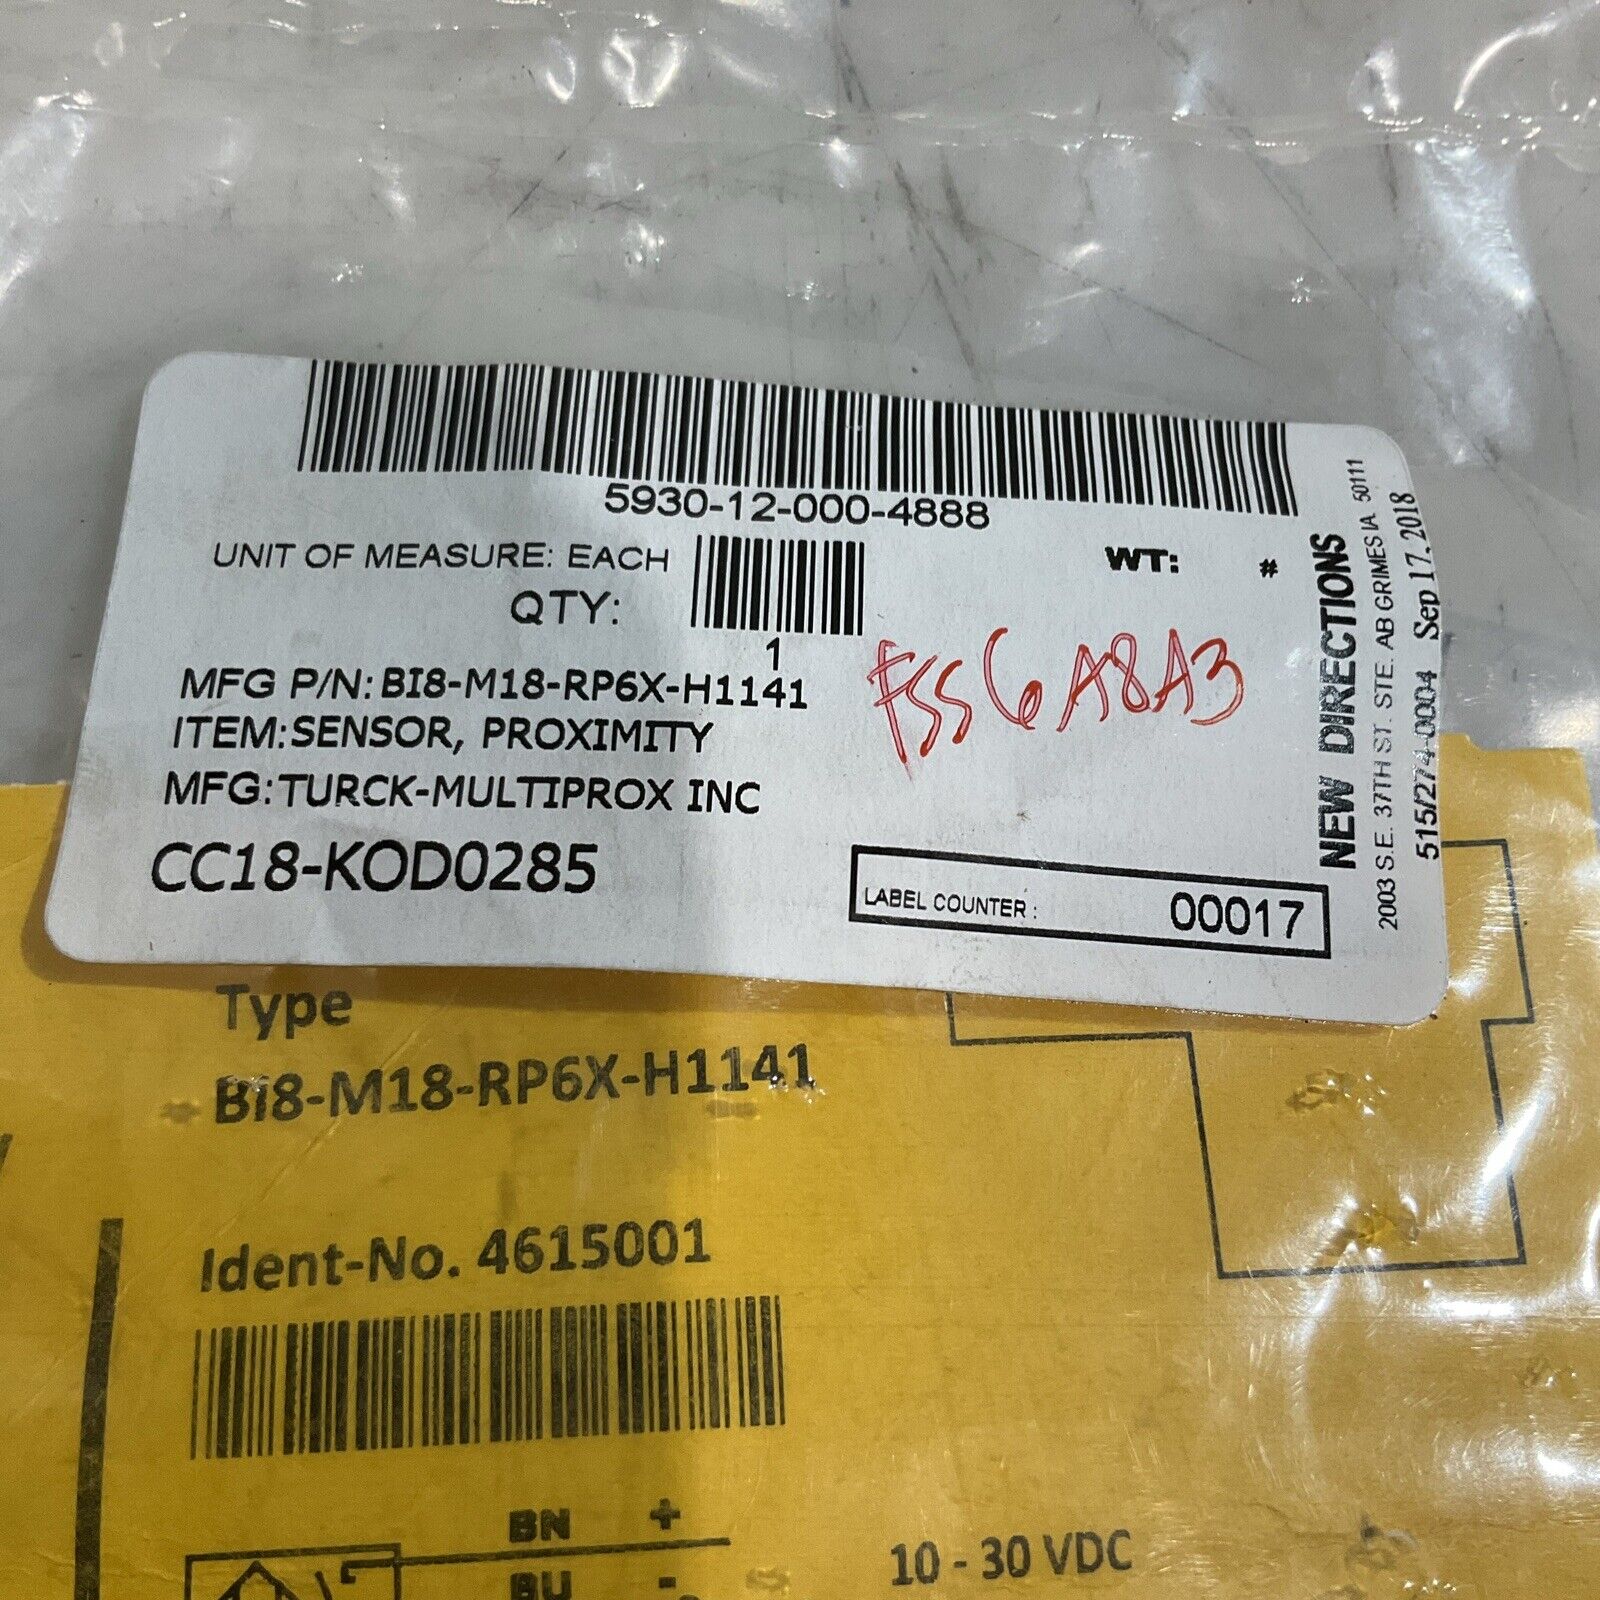 5930-12-000-4888
UNIT OF MEASURE: EACH
WT: #
QTY:
1
MFG P/N: BI8-M18-RP6X-H1141
ITEM: SENSOR, PROXIMITY
MFG: TURCK-MULTIPROX INC
CC18-KOD0285
FSS6A8A3
LABEL COUNTER : 00017
NEW DIRECTIONS
2003 S.E. 37TH ST. STE. AB GRIMES IA 50111
515/274-0004 Sep 17, 2018
Type
Bi8-M18-RP6X-H1141
Ident-No. 4615001
BN +
BU -
10 - 30 VDC